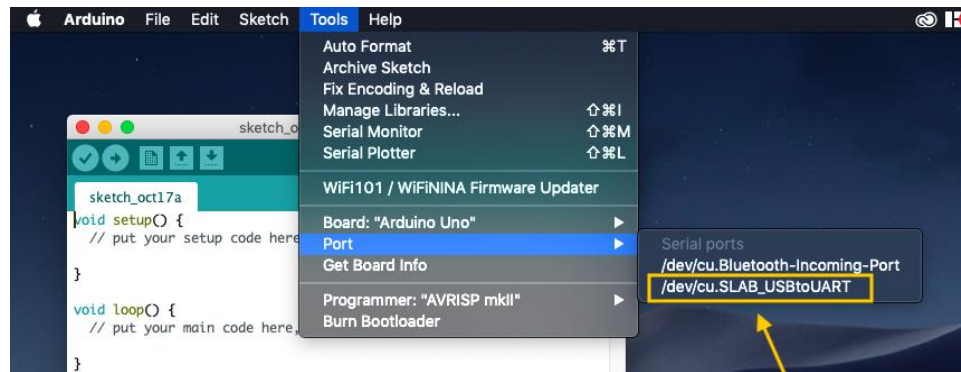 Arduino File Edit Sketch Tools Help
Auto Format ⌘T
Archive Sketch
Fix Encoding & Reload
Manage Libraries... ⇧⌘I
Serial Monitor ⇧⌘M
Serial Plotter ⇧⌘L
WiFi101 / WiFiNINA Firmware Updater
Board: "Arduino Uno"
Port
Get Board Info
Programmer: "AVRISP mkII"
Burn Bootloader
Serial ports
/dev/cu.Bluetooth-Incoming-Port
/dev/cu.SLAB_USBtoUART
sketch_o
sketch_oct17a
void setup() {
// put your setup code here
}
void loop() {
// put your main code here,
}